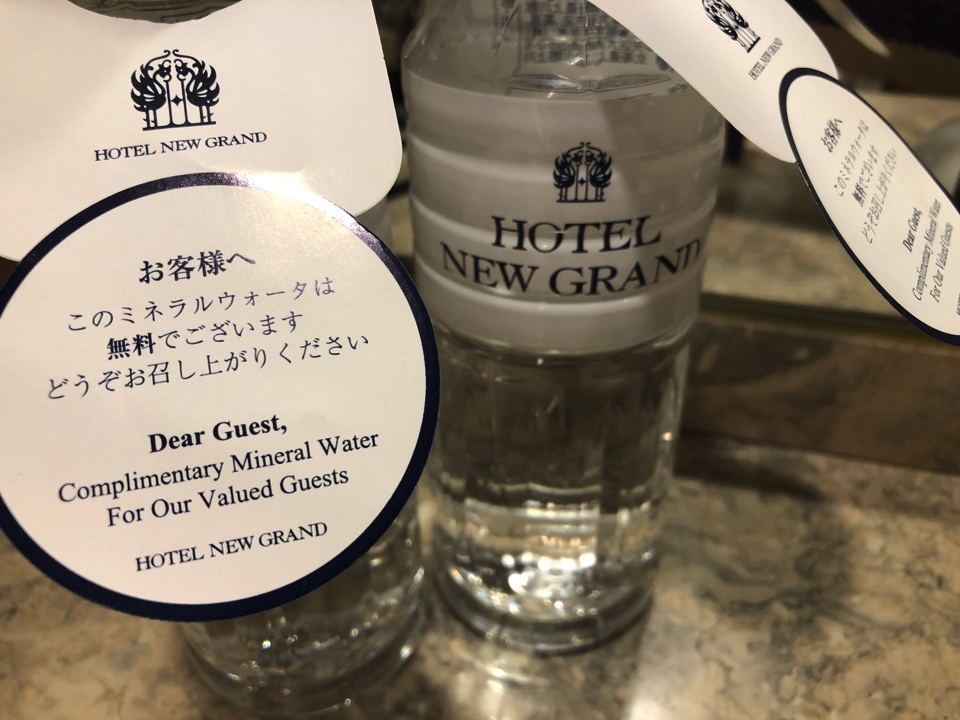 HOTEL NEW GRAND
お客様へ
このミネラルウォータは
無料でございます
どうぞお召し上がりください
Dear Guest,
Complimentary Mineral Water
For Our Valued Guests
HOTEL NEW GRAND
HOTEL
NEW GRAND
HOTEL NEW GRAND
お客様へ
このミネラルウォータは
無料でございます
どうぞお召し上がりください
Dear Guest,
Complimentary Mineral Water
For Our Valued Guests